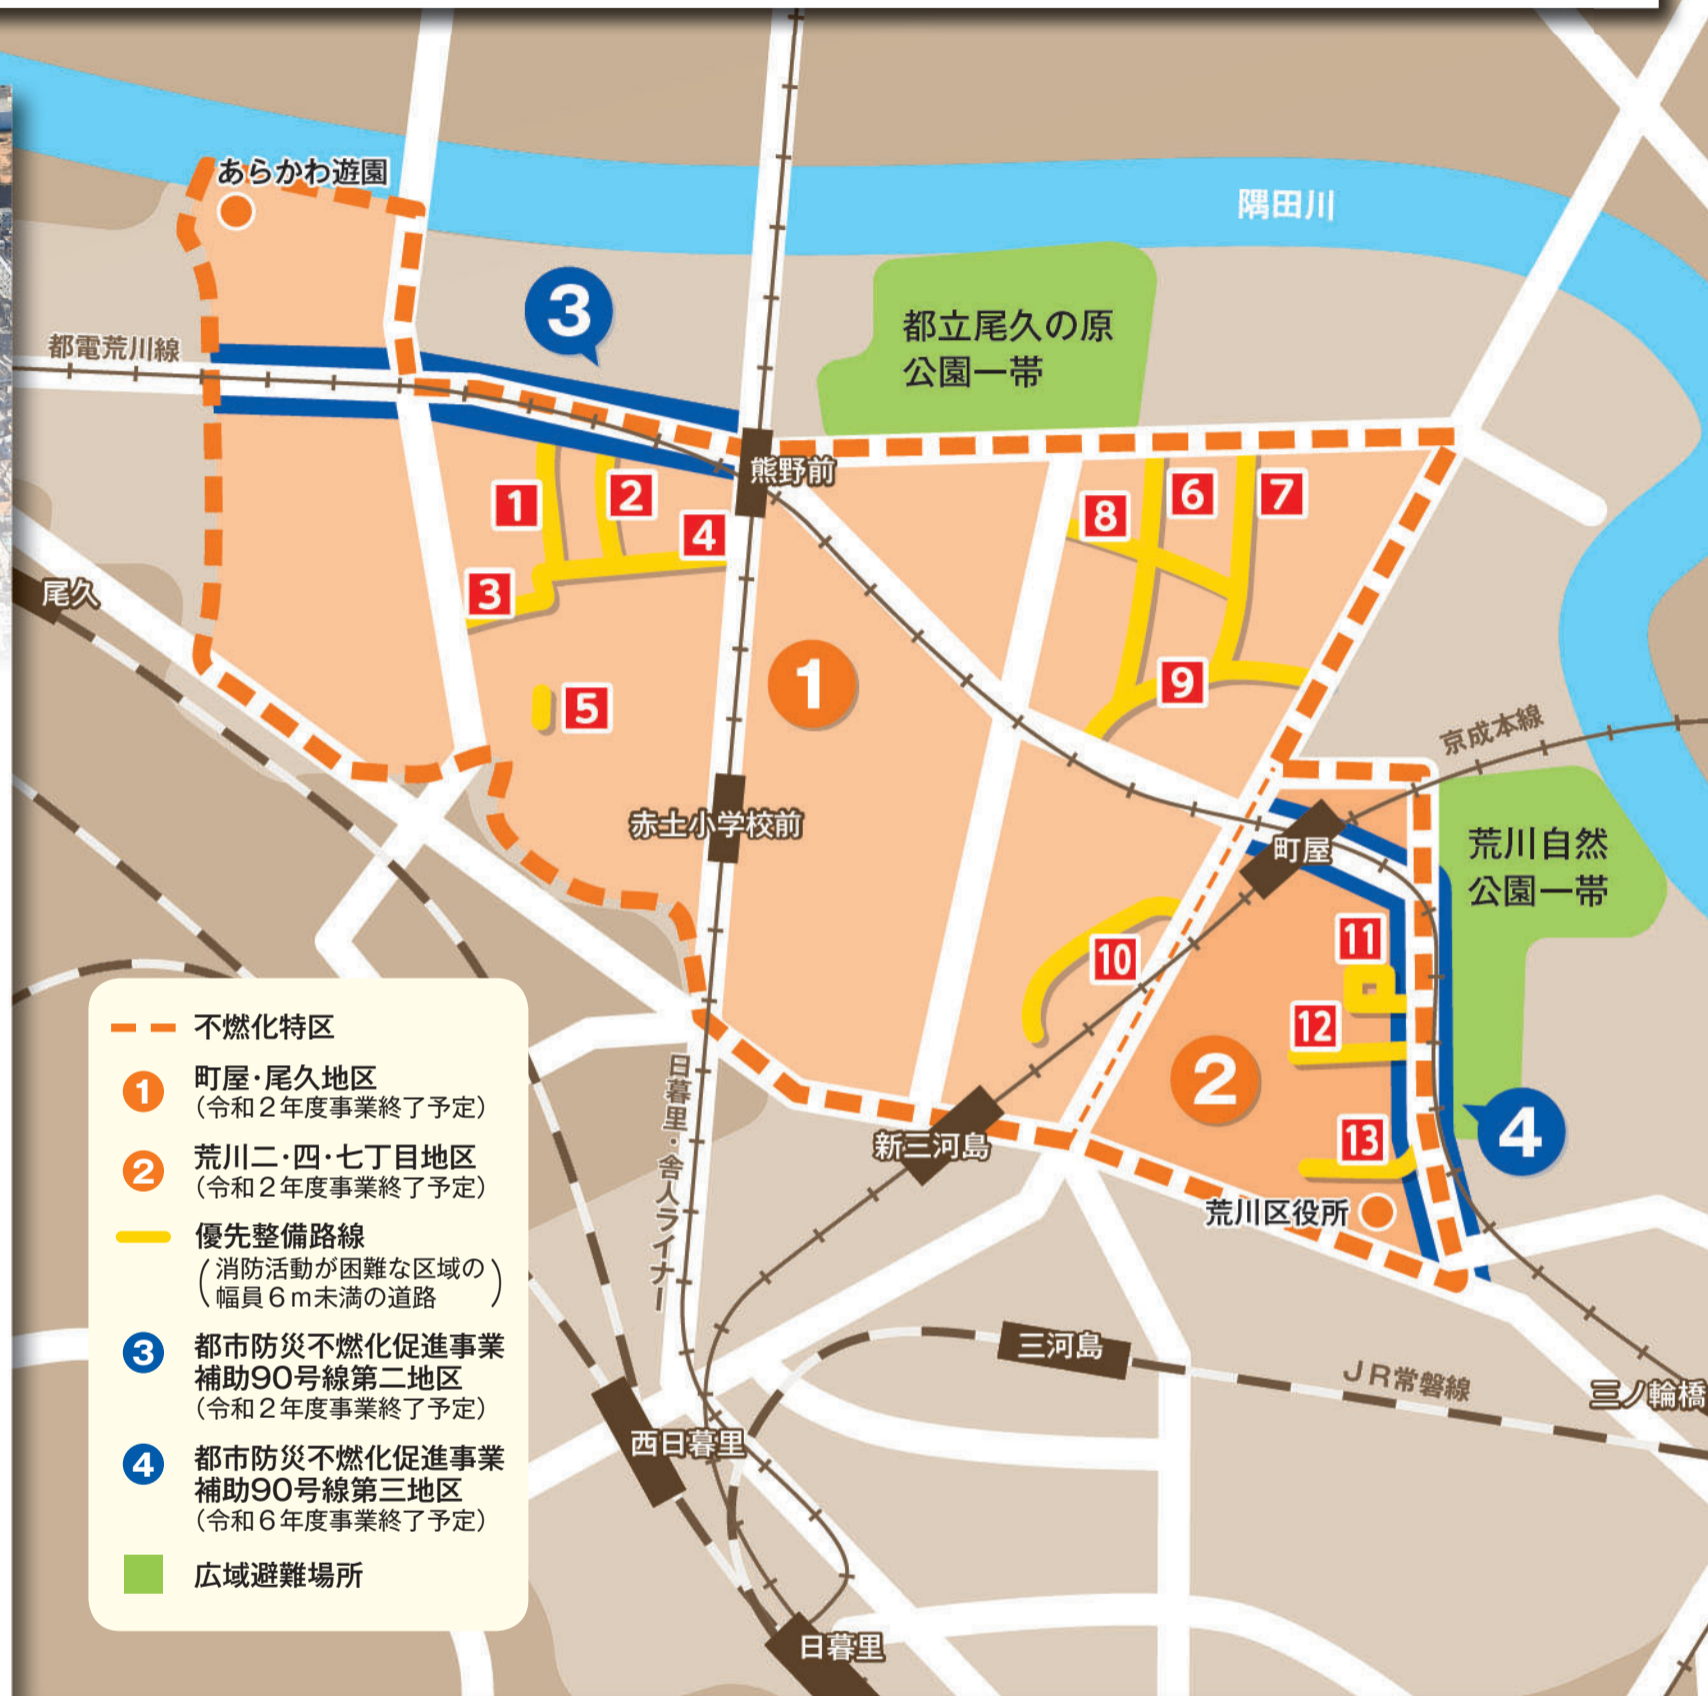 あらかわ遊園
隅田川
3
都立尾久の原
公園一帯
都電荒川線
熊野前
1
2
4
3
8
6
7
尾久
5
1
9
京成本線
赤土小学校前
町屋
荒川自然
公園一帯
10
11
12
2
13
4
新三河島
荒川区役所
日暮里・舎人ライナー
三河島
JR常磐線
三ノ輪橋
西日暮里
日暮里
不燃化特区
1 町屋・尾久地区
（令和２年度事業終了予定）
2 荒川二・四・七丁目地区
（令和２年度事業終了予定）
優先整備路線
（消防活動が困難な区域の
幅員６ｍ未満の道路）
3 都市防災不燃化促進事業
補助90号線第二地区
（令和２年度事業終了予定）
4 都市防災不燃化促進事業
補助90号線第三地区
（令和６年度事業終了予定）
広域避難場所